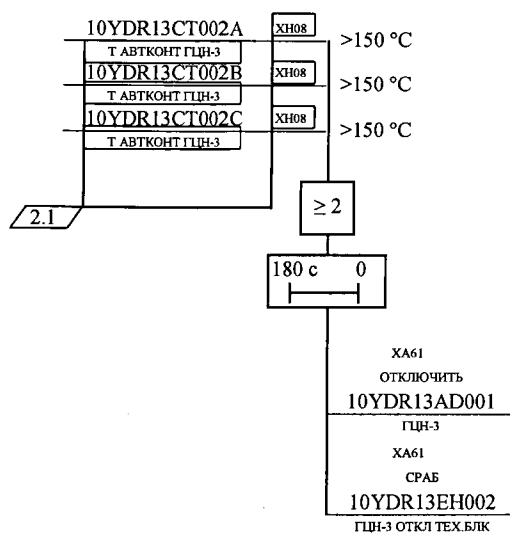 10YDR13CT002A XH08 >150 °C
Т АВТКОНТ ГЦН-3
10YDR13CT002B XH08 >150 °C
Т АВТКОНТ ГЦН-3
10YDR13CT002C XH08 >150 °C
Т АВТКОНТ ГЦН-3
2.1
≥ 2
180 с 0
XA61
ОТКЛЮЧИТЬ
10YDR13AD001
ГЦН-3
XA61
СРАБ
10YDR13EH002
ГЦН-3 ОТКЛ ТЕХ.БЛК